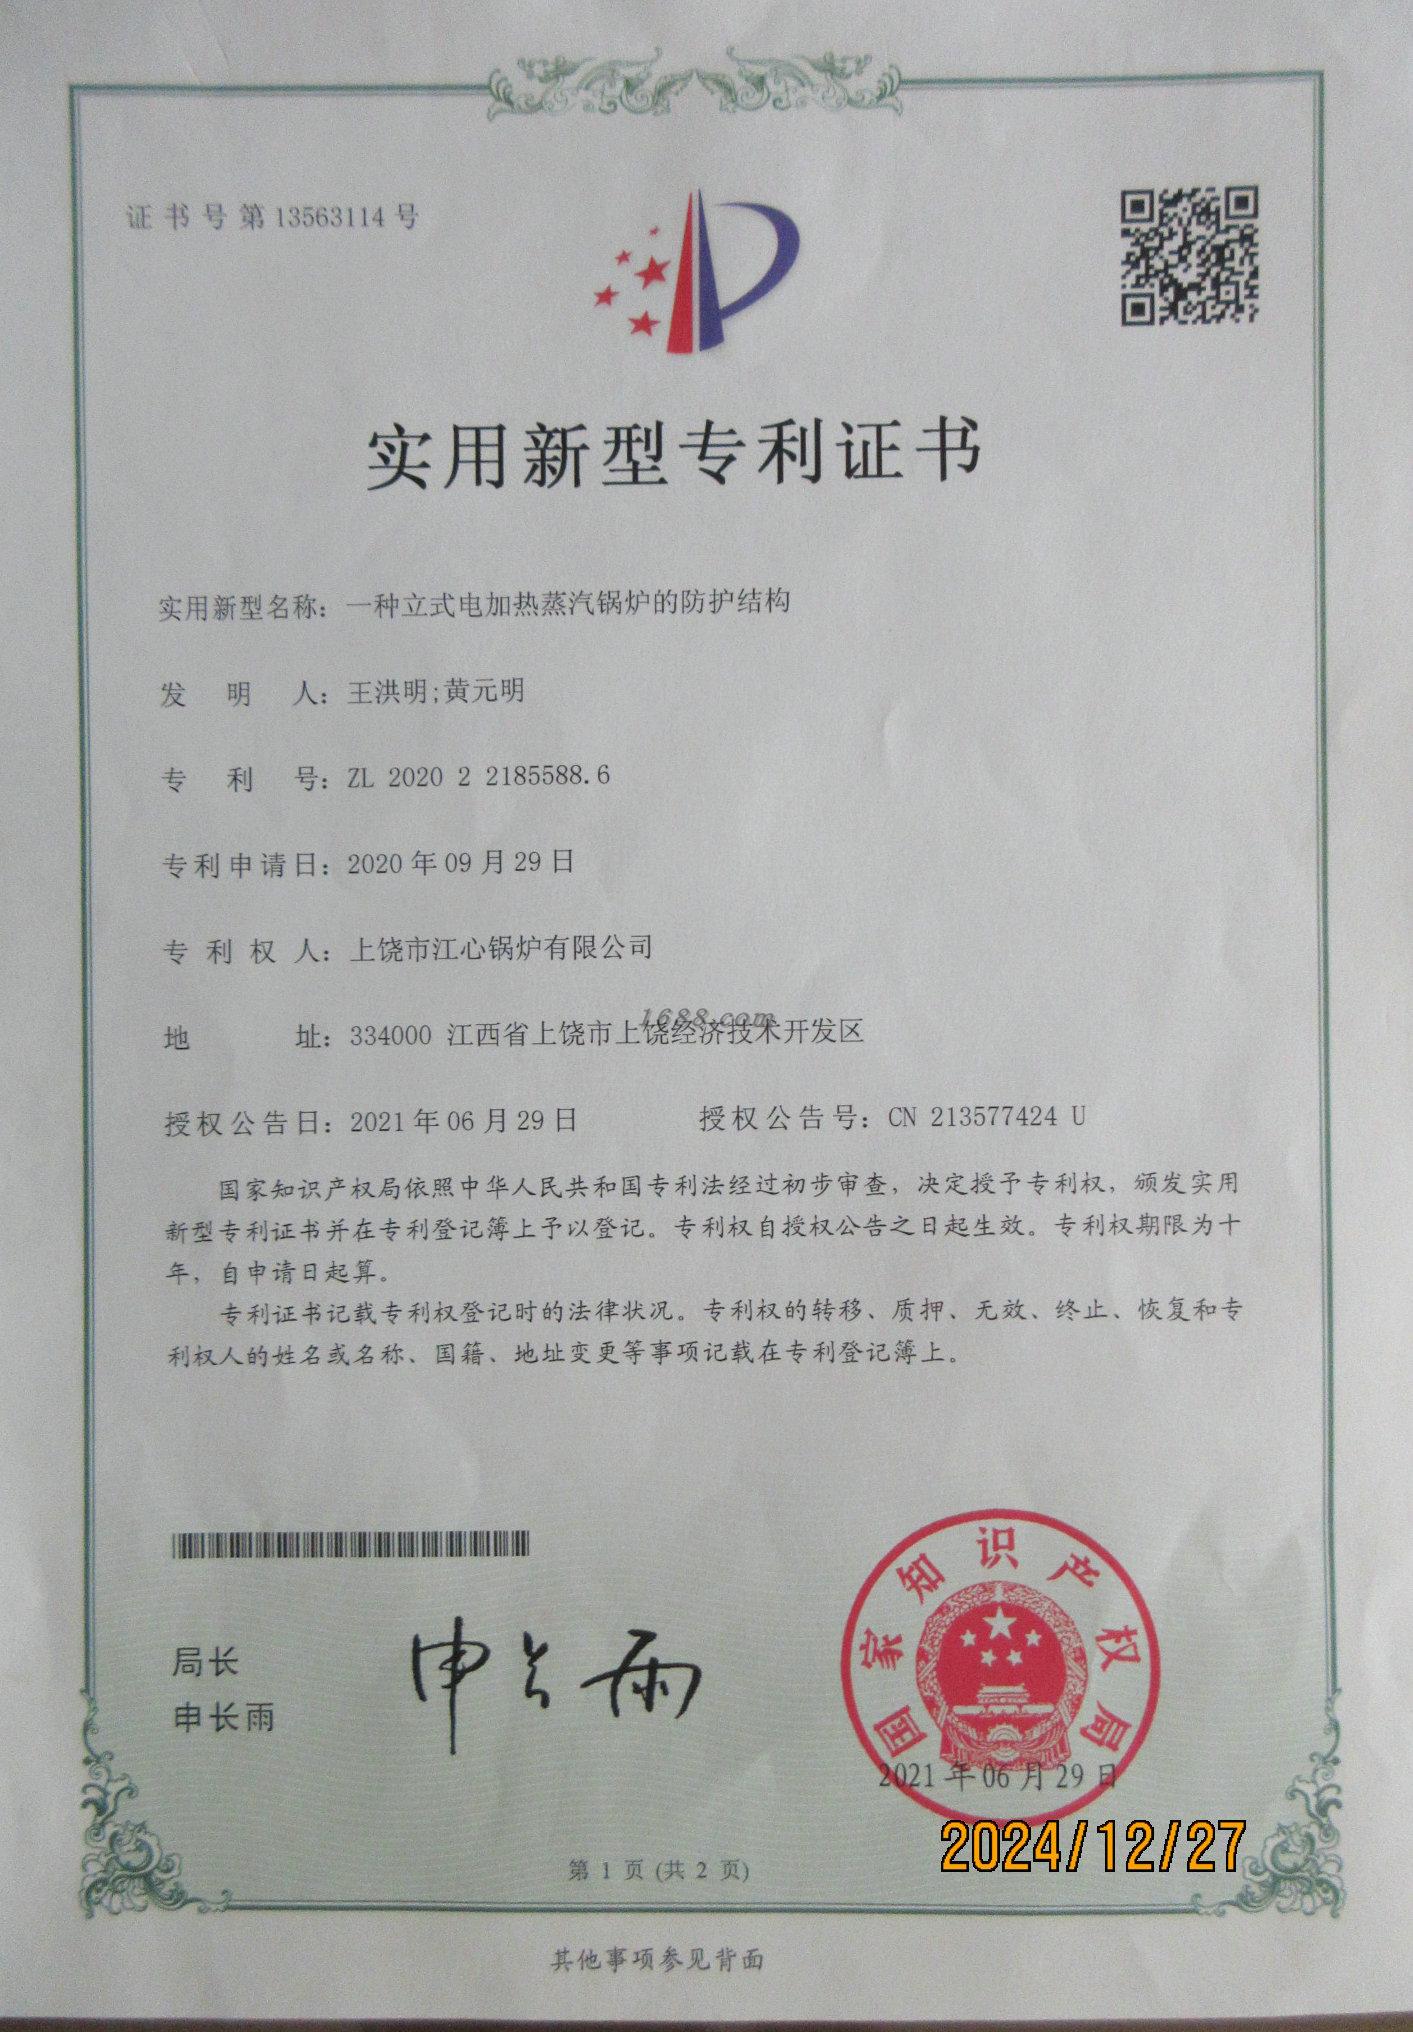 证书号第13563114号
实用新型专利证书
实用新型名称：一种立式电加热蒸汽锅炉的防护结构
发明人：王洪明;黄元明
专利号：ZL 2020 2 2185588.6
专利申请日：2020年09月29日
专利权人：上饶市江心锅炉有限公司
1688.com
地址：334000 江西省上饶市上饶经济技术开发区
授权公告日：2021年06月29日 授权公告号：CN 213577424 U
国家知识产权局依照中华人民共和国专利法经过初步审查，决定授予专利权，颁发实用
新型专利证书并在专利登记簿上予以登记。专利权自授权公告之日起生效。专利权期限为十
年，自申请日起算。
专利证书记载专利权登记时的法律状况。专利权的转移、质押、无效、终止、恢复和专
利权人的姓名或名称、国籍、地址变更等事项记载在专利登记簿上。
局长
申长雨
申长雨
国家知识产权局
2021年06月29日
2024/12/27
第 1 页 (共 2 页)
其他事项参见背面